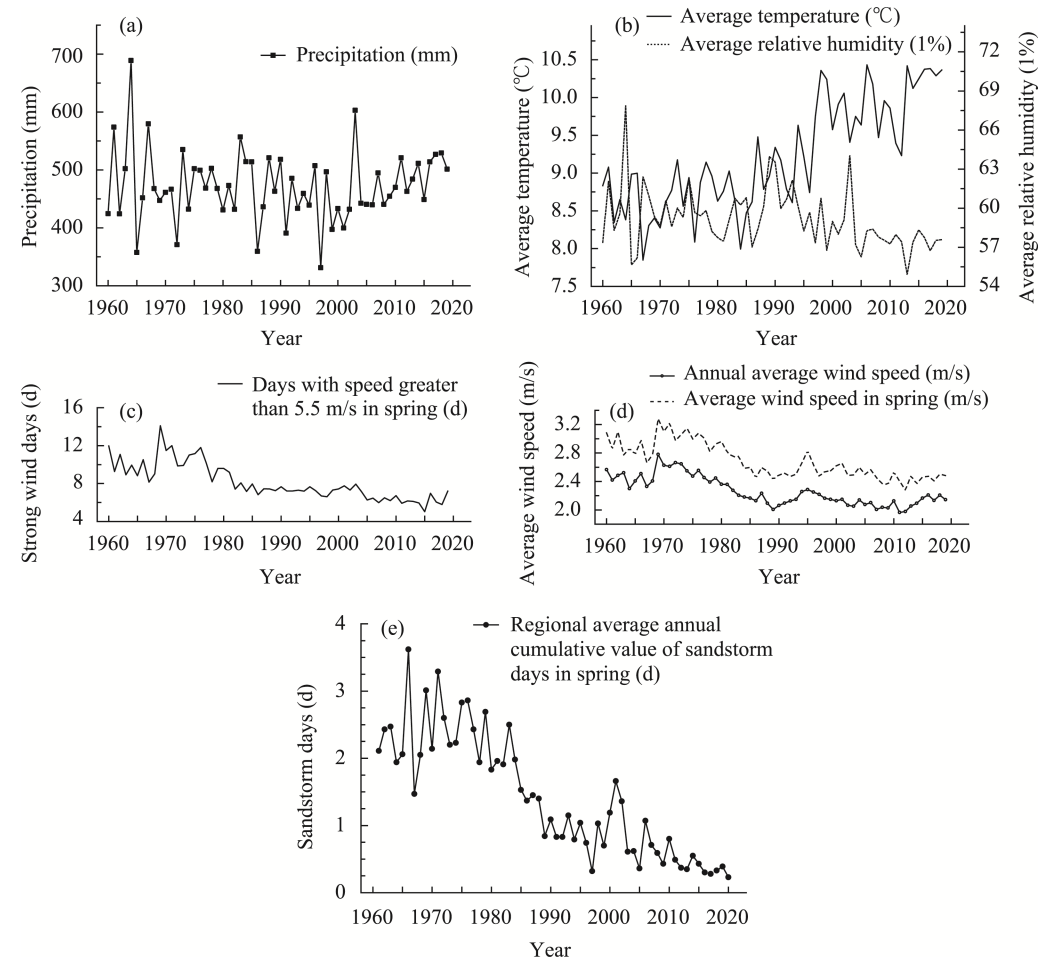 (a)
Precipitation (mm)
Precipitation (mm)
700
600
500
400
300
1960 1970 1980 1990 2000 2010 2020
Year
(b)
Average temperature (℃)
Average relative humidity (1%)
Average temperature (℃)
10.5
10.0
9.5
9.0
8.5
8.0
7.5
72
69
66
63
60
57
54
Average relative humidity (1%)
1960 1970 1980 1990 2000 2010 2020
Year
(c)
Days with speed greater
than 5.5 m/s in spring (d)
Strong wind days (d)
16
12
8
4
1960 1970 1980 1990 2000 2010 2020
Year
(d)
Annual average wind speed (m/s)
Average wind speed in spring (m/s)
Average wind speed (m/s)
3.2
2.8
2.4
2.0
1960 1970 1980 1990 2000 2010 2020
Year
(e)
Regional average annual
cumulative value of sandstorm
days in spring (d)
Sandstorm days (d)
4
3
2
1
0
1960 1970 1980 1990 2000 2010 2020
Year